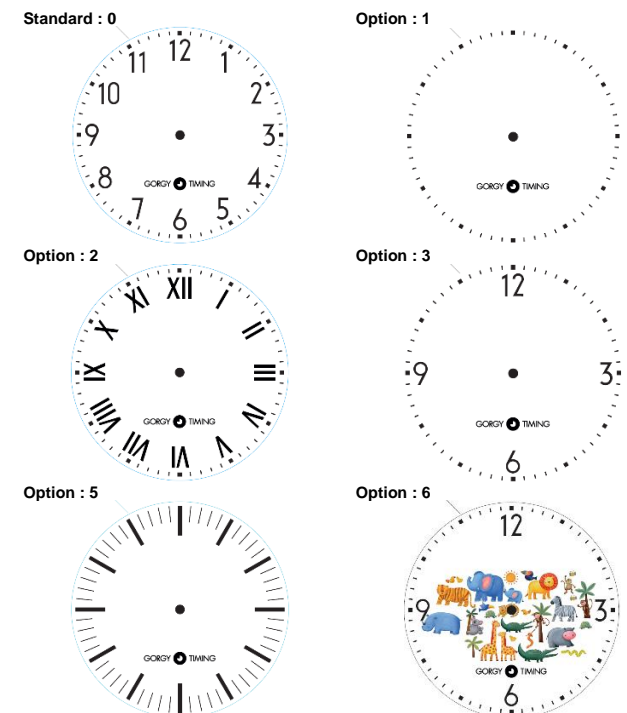 Standard : 0
12
11 1
10 2
9 3
8 GORGY TIMING 4
7 5
6
Option : 1
GORGY TIMING
Option : 2
XII
XI I
X II
IX III
VIII IV
GORGY TIMING
VII V
VI
Option : 3
12
9 3
GORGY TIMING
6
Option : 5
GORGY TIMING
Option : 6
12
9 3
GORGY TIMING
6